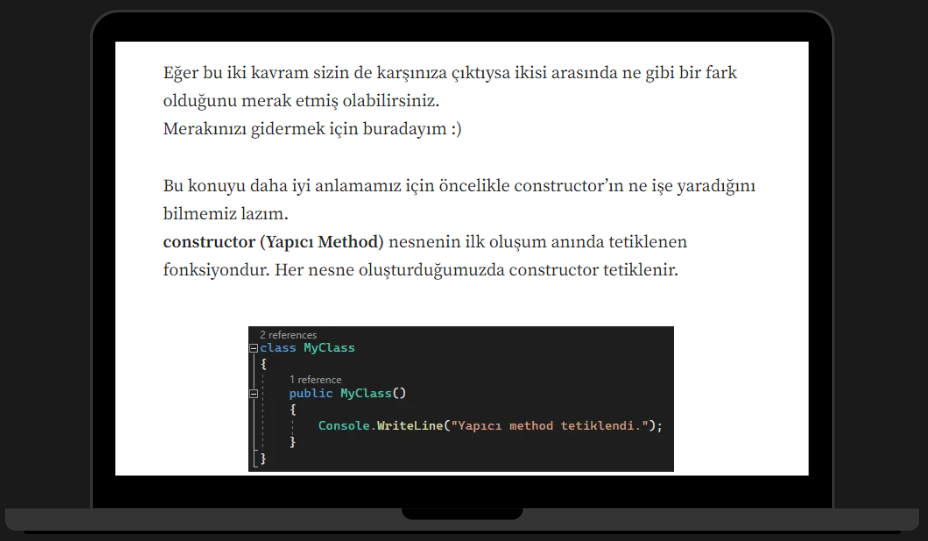 Eğer bu iki kavram sizin de karşınıza çıktıysa ikisi arasında ne gibi bir fark
olduğunu merak etmiş olabilirsiniz.
Merakınızı gidermek için buradayım :)
Bu konuyu daha iyi anlamamız için öncelikle constructor’ın ne işe yaradığını
bilmemiz lazım.
constructor (Yapıcı Method) nesnenin ilk oluşum anında tetiklenen
fonksiyondur. Her nesne oluşturduğumuzda constructor tetiklenir.
2 references
class MyClass
{
1 reference
public MyClass()
{
Console.WriteLine("Yapıcı method tetiklendi.");
}
}